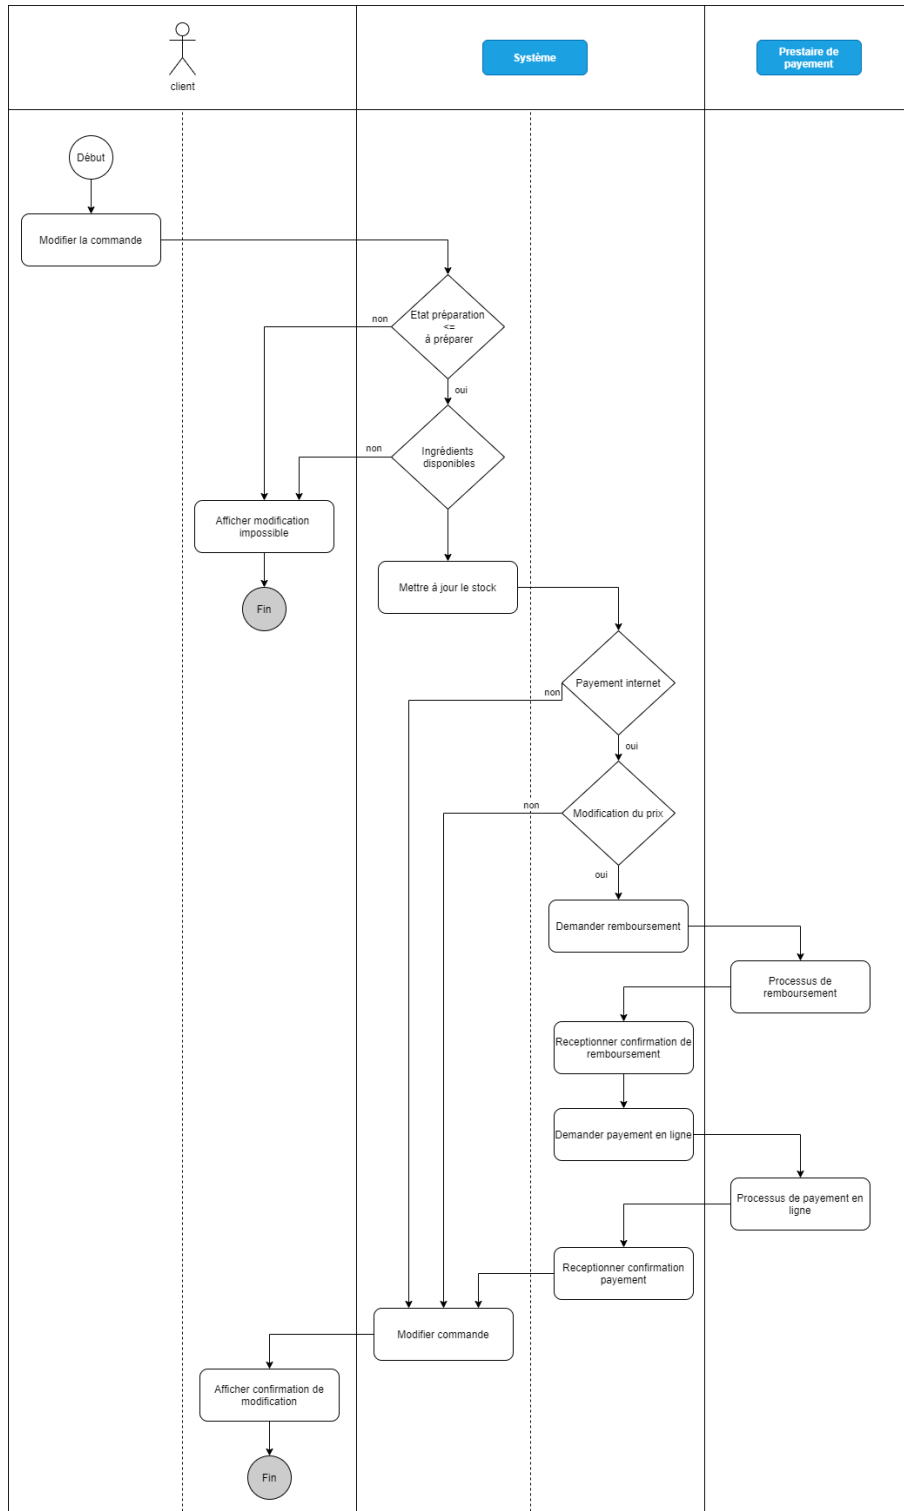 client
Système
Prestaire de
payement
Début
Modifier la commande
Etat préparation
<=
à préparer
non
oui
Ingrédients
disponibles
non
Afficher modification
impossible
Fin
Mettre à jour le stock
Payement internet
non
oui
Modification du prix
non
oui
Demander remboursement
Processus de
remboursement
Receptionner confirmation de
remboursement
Demander payement en ligne
Processus de payement en
ligne
Receptionner confirmation
payement
Modifier commande
Afficher confirmation de
modification
Fin